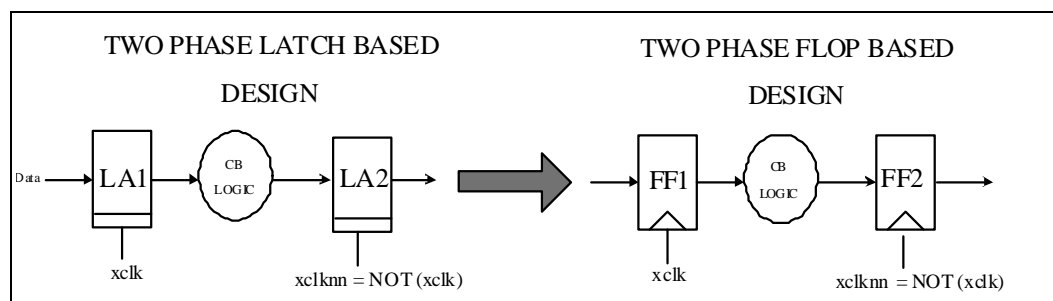 TWO PHASE LATCH BASED
DESIGN
Data
LA1
CB
LOGIC
LA2
xclk
xclknn = NOT (xclk)
TWO PHASE FLOP BASED
DESIGN
FF1
CB
LOGIC
FF2
xclk
xclknn = NOT (xclk)